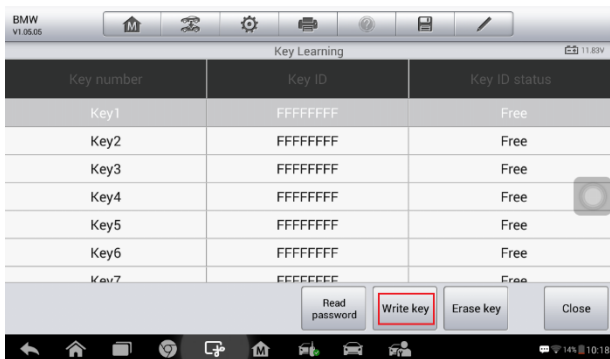 BMW
V1.05.05
Key Learning
11.83V
Key number Key ID Key ID status
Key1 FFFFFFFF Free
Key2 FFFFFFFF Free
Key3 FFFFFFFF Free
Key4 FFFFFFFF Free
Key5 FFFFFFFF Free
Key6 FFFFFFFF Free
Key7 FFFFFFFF Free
Read
password
Write key
Erase key
Close
14% 10:18